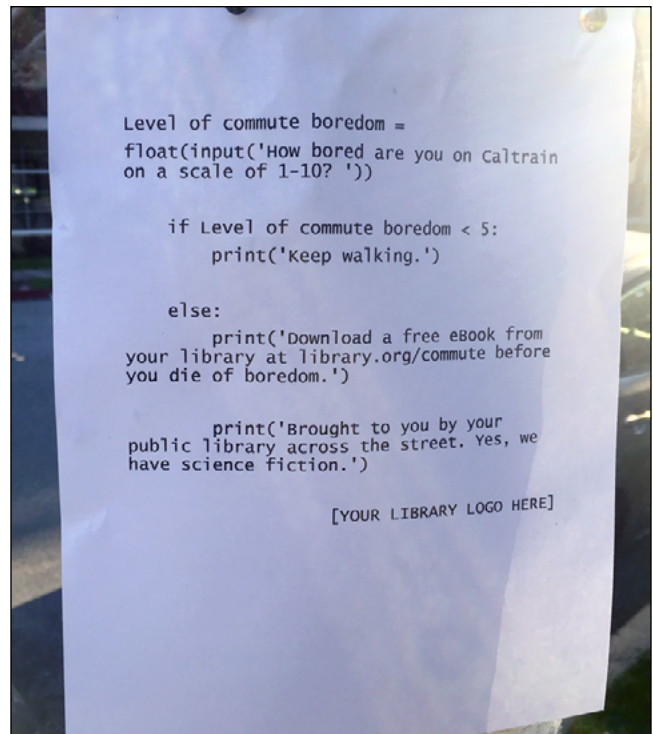 Level of commute boredom =
float(input('How bored are you on Caltrain
on a scale of 1-10? '))
if Level of commute boredom < 5:
print('Keep walking.')
else:
print('Download a free eBook from
your library at library.org/commute before
you die of boredom.')
print('Brought to you by your
public library across the street. Yes, we
have science fiction.')
[YOUR LIBRARY LOGO HERE]